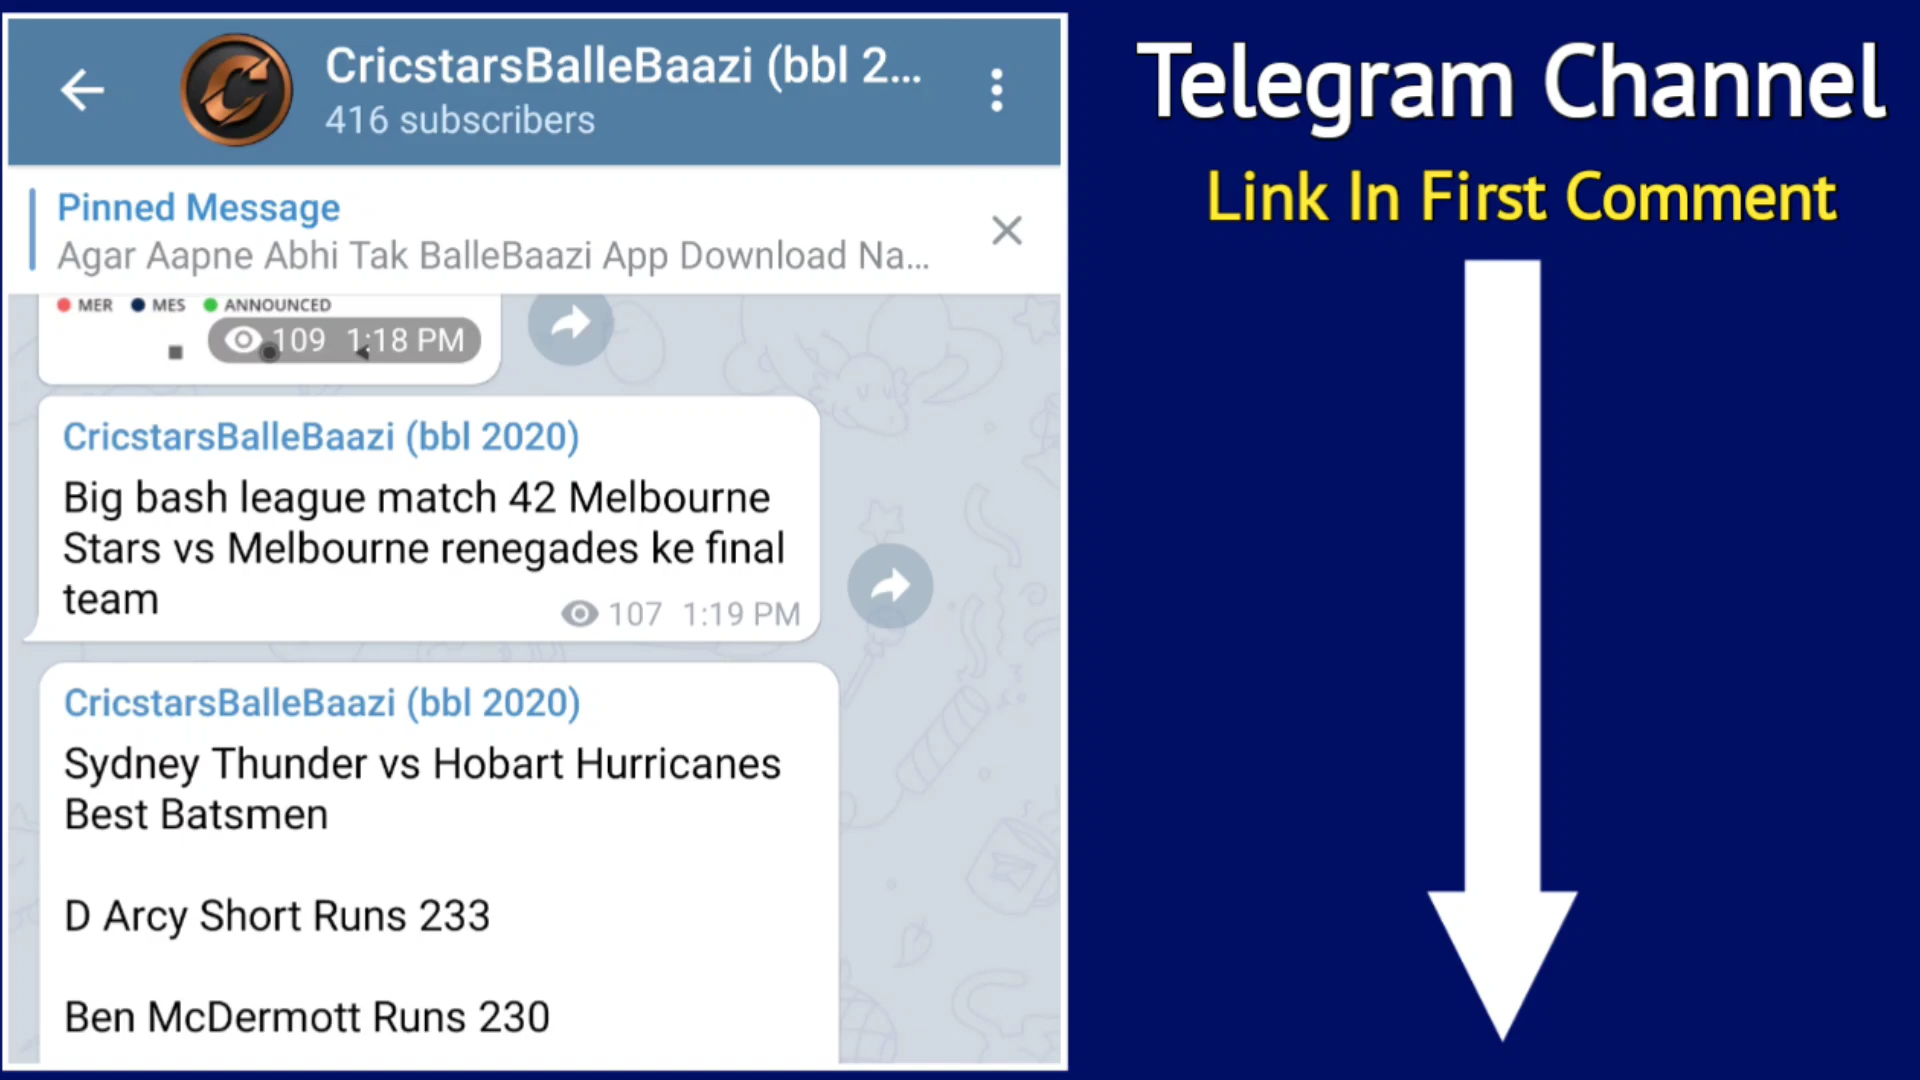 CricstarsBalleBaazi (bbl 2...
416 subscribers
Pinned Message
Agar Aapne Abhi Tak BalleBaazi App Download Na...
MER MES ANNOUNCED
109 1:18 PM
CricstarsBalleBaazi (bbl 2020)
Big bash league match 42 Melbourne
Stars vs Melbourne renegades ke final
team
107 1:19 PM
CricstarsBalleBaazi (bbl 2020)
Sydney Thunder vs Hobart Hurricanes
Best Batsmen
D Arcy Short Runs 233
Ben McDermott Runs 230
Telegram Channel
Link In First Comment